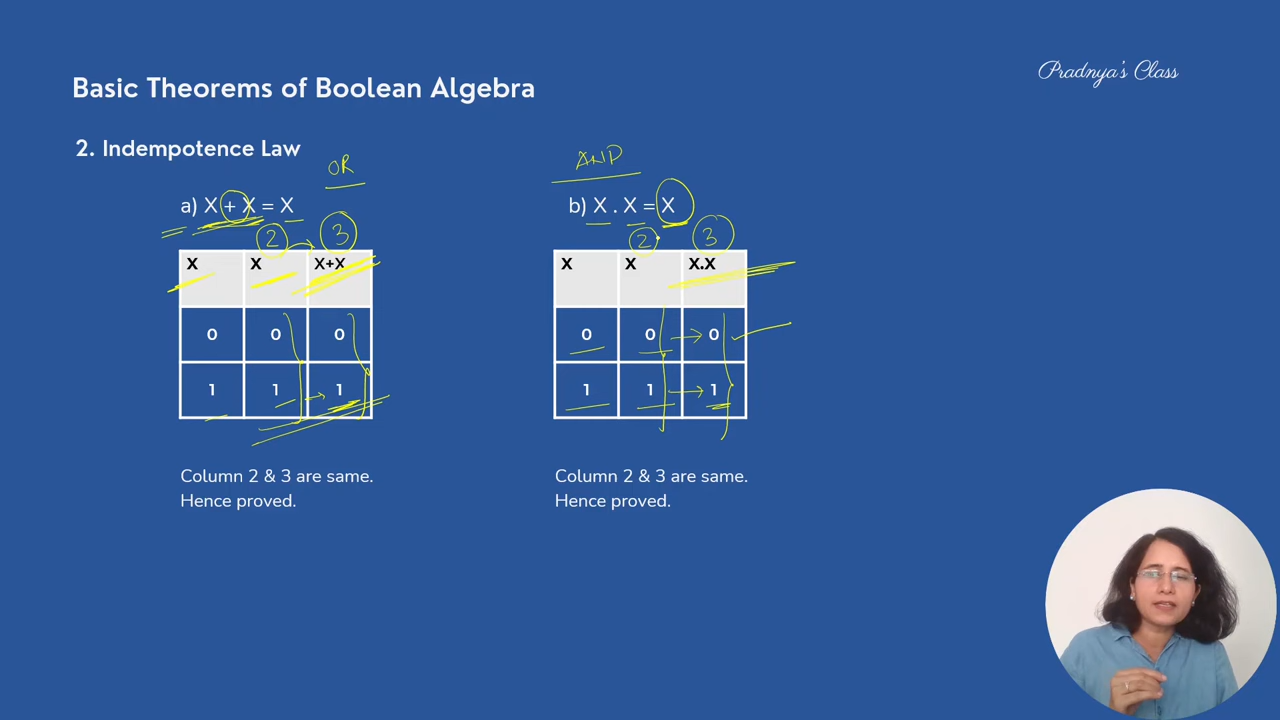 Pradnya's Class
Basic Theorems of Boolean Algebra
2. Indempotence Law
OR
a) X + X = X
2 3
X X X+X
0 0 0
1 1 1
Column 2 & 3 are same.
Hence proved.
AND
b) X . X = X
2 3
X X X.X
0 0 0
1 1 1
Column 2 & 3 are same.
Hence proved.